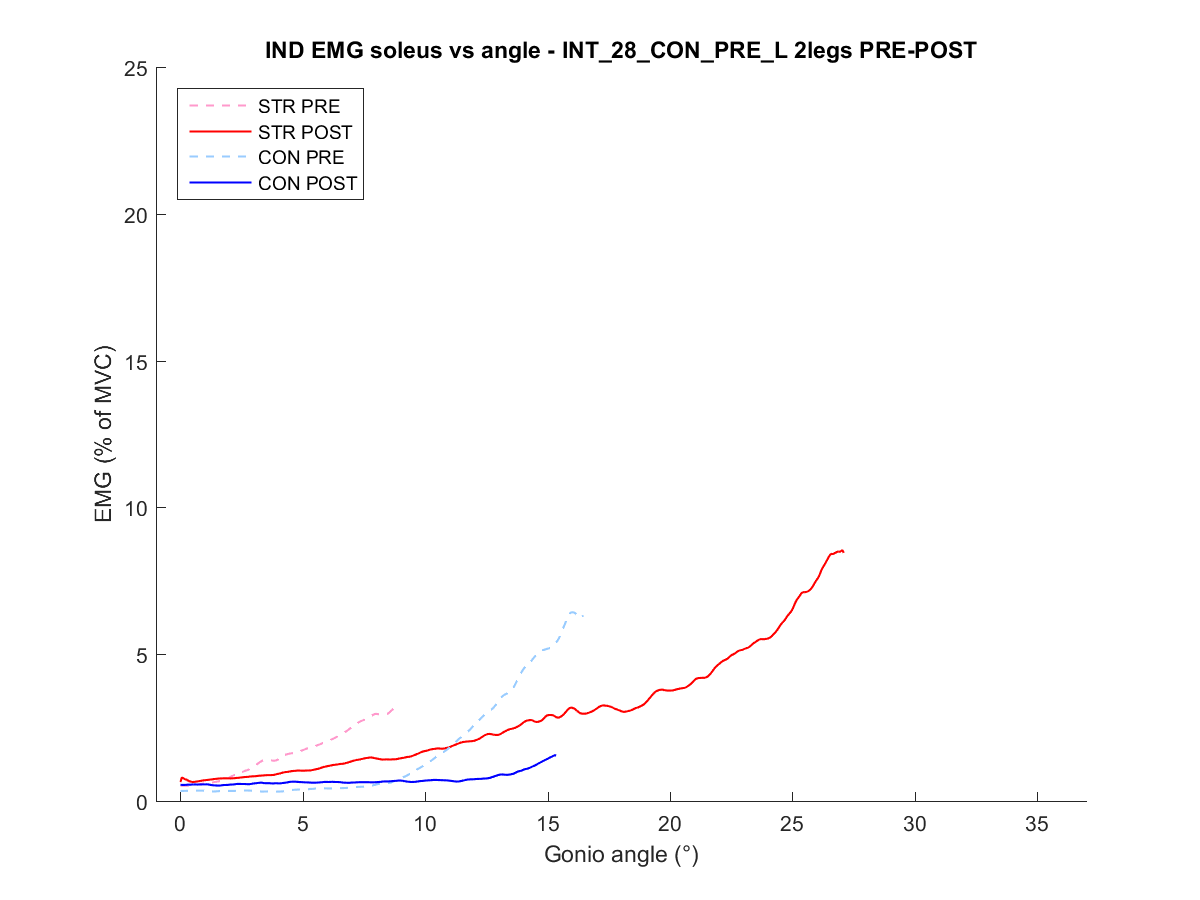 IND EMG soleus vs angle - INT_28_CON_PRE_L 2legs PRE-POST
25
20
15
10
5
0
EMG (% of MVC)
STR PRE
STR POST
CON PRE
CON POST
0 5 10 15 20 25 30 35
Gonio angle (°)